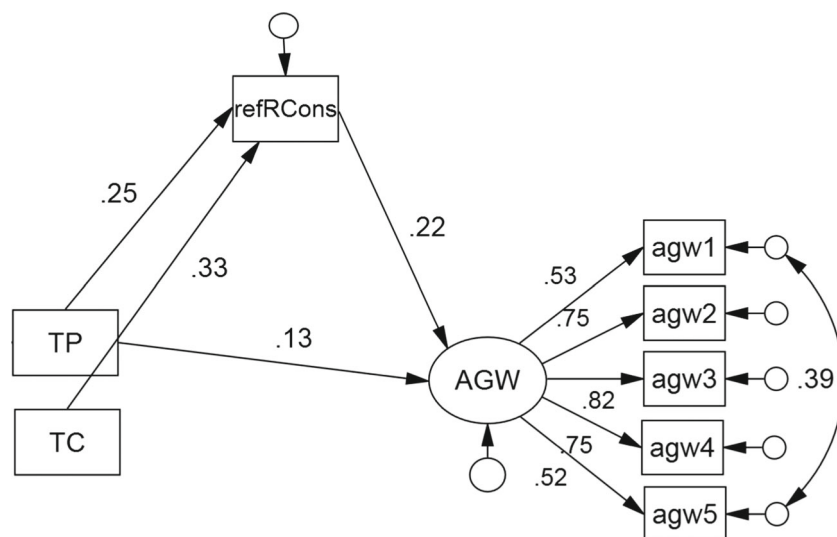 refRCons
.25
.22
.33
agw1
.53
TP
.75
agw2
.13
AGW
agw3
.39
.82
TC
agw4
.75
.52
agw5